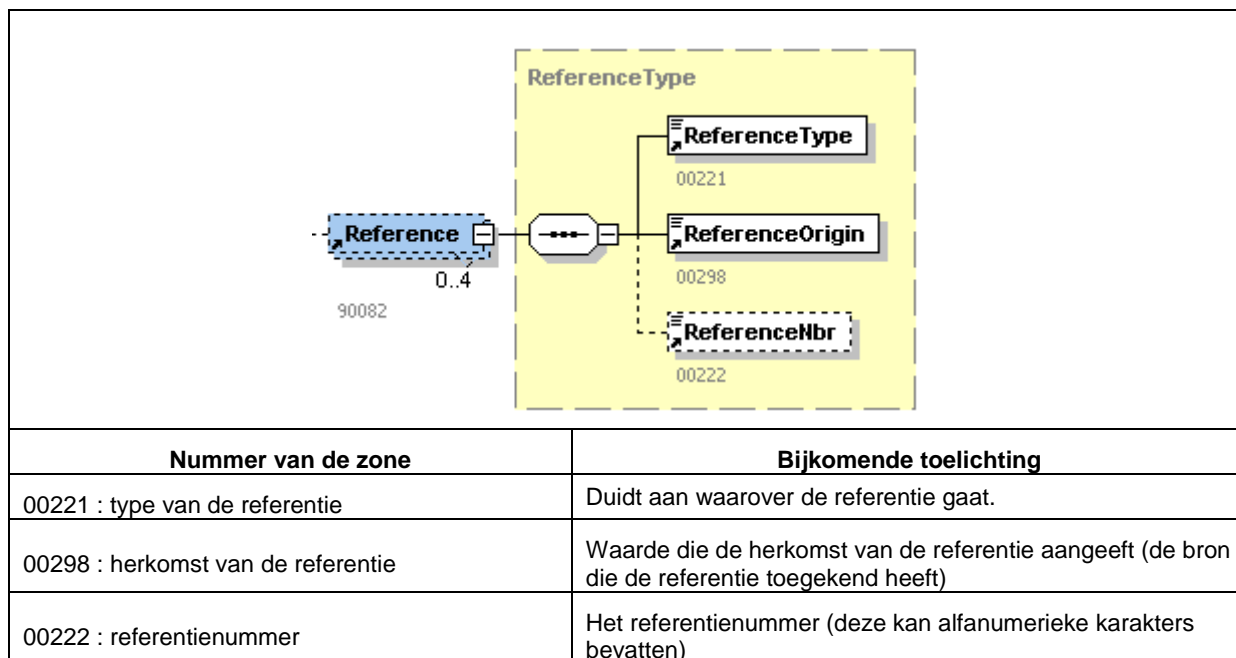 ReferenceType
ReferenceType
00221
Reference
0..4
90082
ReferenceOrigin
00298
ReferenceNbr
00222
Nummer van de zone
Bijkomende toelichting
00221 : type van de referentie
Duidt aan waarover de referentie gaat.
00298 : herkomst van de referentie
Waarde die de herkomst van de referentie aangeeft (de bron
die de referentie toegekend heeft)
00222 : referentienummer
Het referentienummer (deze kan alfanumerieke karakters
bevatten)